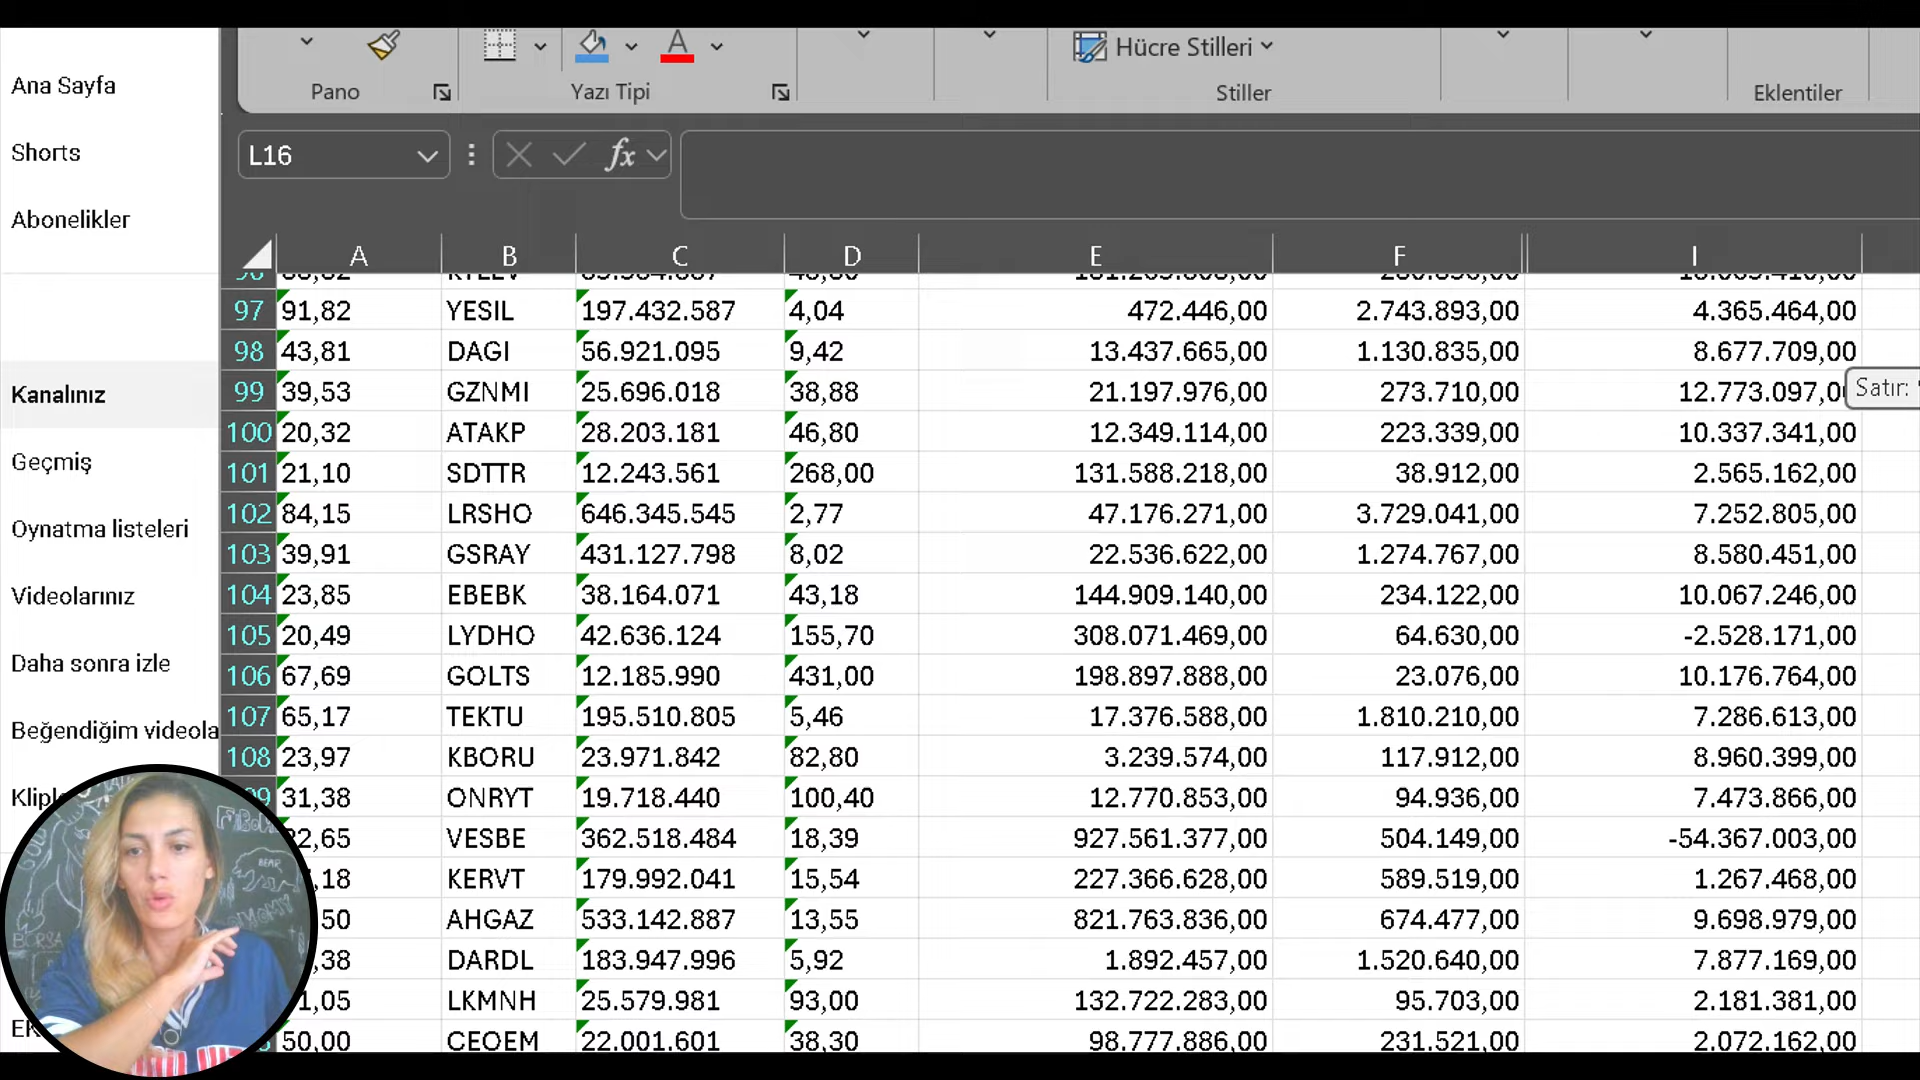 Hücre Stilleri
Pano
Yazı Tipi
Stiller
Eklentiler
Ana Sayfa
Shorts
Abonelikler
Kanalınız
Geçmiş
Oynatma listeleri
Videolarınız
Daha sonra izle
Beğendiğim videola
L16
fx
A B C D E F I
97 91,82 YESIL 197.432.587 4,04 472.446,00 2.743.893,00 4.365.464,00
98 43,81 DAGI 56.921.095 9,42 13.437.665,00 1.130.835,00 8.677.709,00
99 39,53 GZNMI 25.696.018 38,88 21.197.976,00 273.710,00 12.773.097,0
Satır:
100 20,32 ATAKP 28.203.181 46,80 12.349.114,00 223.339,00 10.337.341,00
101 21,10 SDTTR 12.243.561 268,00 131.588.218,00 38.912,00 2.565.162,00
102 84,15 LRSHO 646.345.545 2,77 47.176.271,00 3.729.041,00 7.252.805,00
103 39,91 GSRAY 431.127.798 8,02 22.536.622,00 1.274.767,00 8.580.451,00
104 23,85 EBEBK 38.164.071 43,18 144.909.140,00 234.122,00 10.067.246,00
105 20,49 LYDHO 42.636.124 155,70 308.071.469,00 64.630,00 -2.528.171,00
106 67,69 GOLTS 12.185.990 431,00 198.897.888,00 23.076,00 10.176.764,00
107 65,17 TEKTU 195.510.805 5,46 17.376.588,00 1.810.210,00 7.286.613,00
108 23,97 KBORU 23.971.842 82,80 3.239.574,00 117.912,00 8.960.399,00
9 31,38 ONRYT 19.718.440 100,40 12.770.853,00 94.936,00 7.473.866,00
2,65 VESBE 362.518.484 18,39 927.561.377,00 504.149,00 -54.367.003,00
,18 KERVT 179.992.041 15,54 227.366.628,00 589.519,00 1.267.468,00
50 AHGAZ 533.142.887 13,55 821.763.836,00 674.477,00 9.698.979,00
,38 DARDL 183.947.996 5,92 1.892.457,00 1.520.640,00 7.877.169,00
1,05 LKMNH 25.579.981 93,00 132.722.283,00 95.703,00 2.181.381,00
50,00 CEOEM 22.001.601 38,30 98.777.886,00 231.521,00 2.072.162,00
BEAR
BORSA